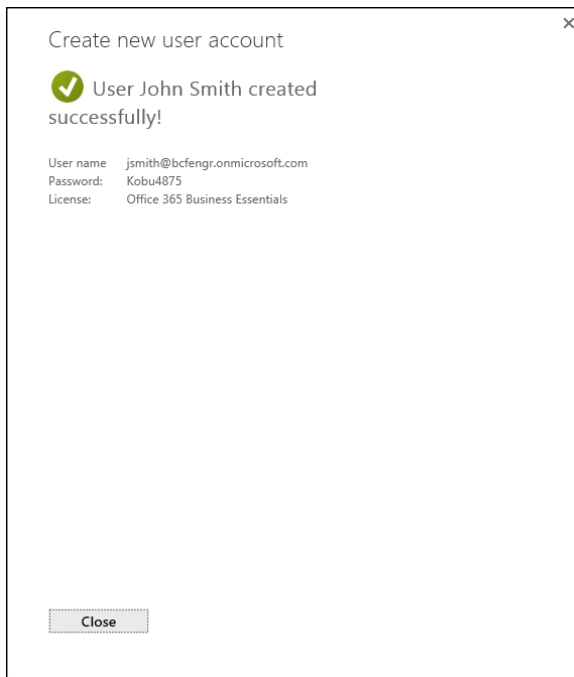 Create new user account
User John Smith created
successfully!
User name jsmith@bcfengr.onmicrosoft.com
Password: Kobu4875
License: Office 365 Business Essentials
Close